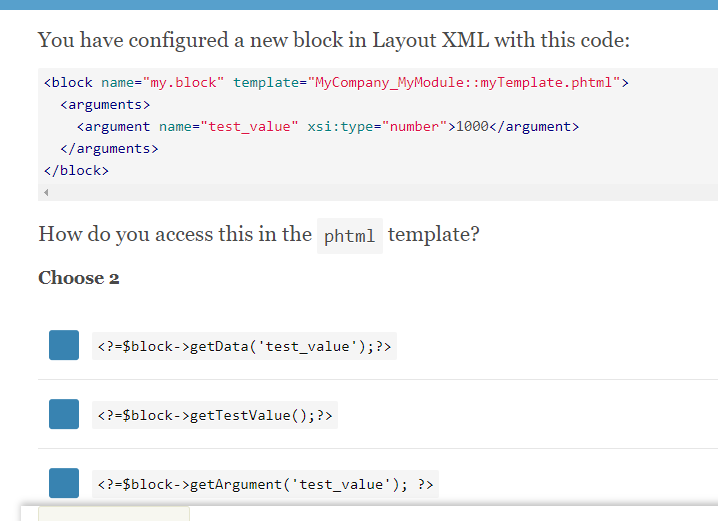 You have configured a new block in Layout XML with this code:
<block name="my.block" template="MyCompany_MyModule::myTemplate.phtml">
<arguments>
<argument name="test_value" xsi:type="number">1000</argument>
</arguments>
</block>
How do you access this in the phtml template?
Choose 2
<?=$block->getData('test_value');?>
<?=$block->getTestValue();?>
<?=$block->getArgument('test_value'); ?>